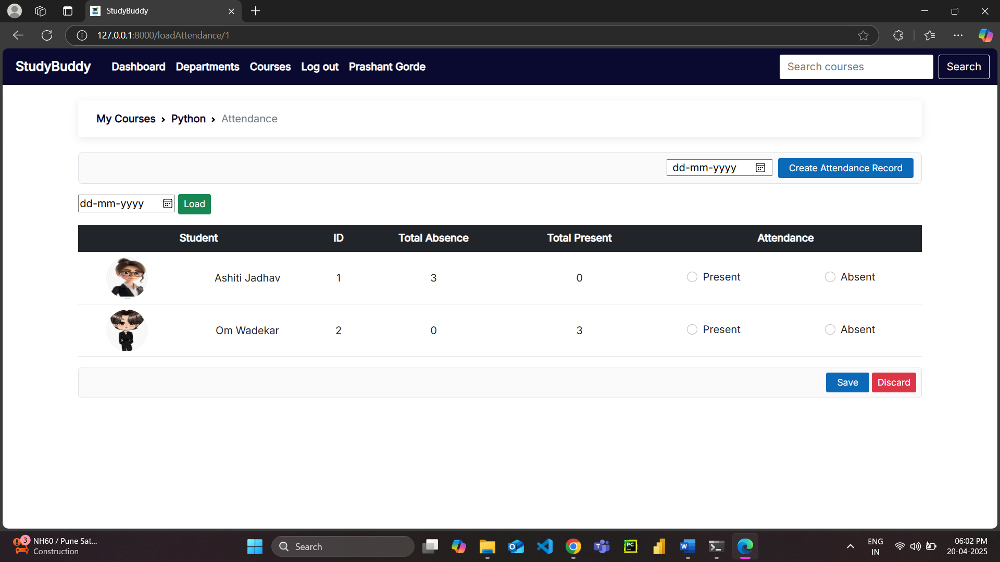 StudyBuddy
127.0.0.1:8000/loadAttendance/1
StudyBuddy Dashboard Departments Courses Log out Prashant Gorde Search courses Search
My Courses › Python › Attendance
dd-mm-yyyy Create Attendance Record
dd-mm-yyyy Load
Student ID Total Absence Total Present Attendance
Ashiti Jadhav 1 3 0 Present Absent
Om Wadekar 2 0 3 Present Absent
Save Discard
3 NH60 / Pune Sat...
Construction
Search
ENG
IN
06:02 PM
20-04-2025